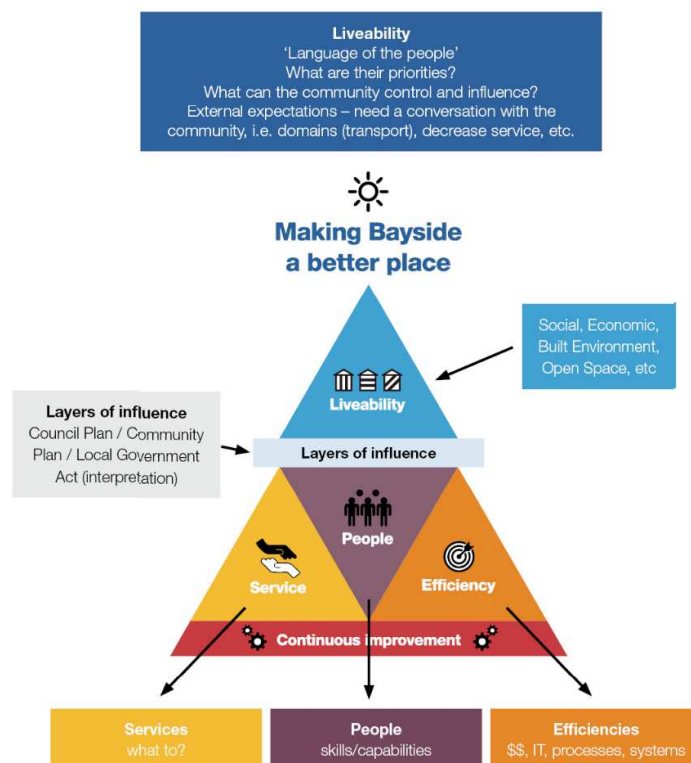 Liveability
‘Language of the people’
What are their priorities?
What can the community control and influence?
External expectations – need a conversation with the
community, i.e. domains (transport), decrease service, etc.
Making Bayside
a better place
Social, Economic,
Built Environment,
Open Space, etc
Liveability
Layers of influence
Council Plan / Community
Plan / Local Government
Act (interpretation)
Layers of influence
People
Service
Efficiency
Continuous improvement
Services
what to?
People
skills/capabilities
Efficiencies
$$, IT, processes, systems